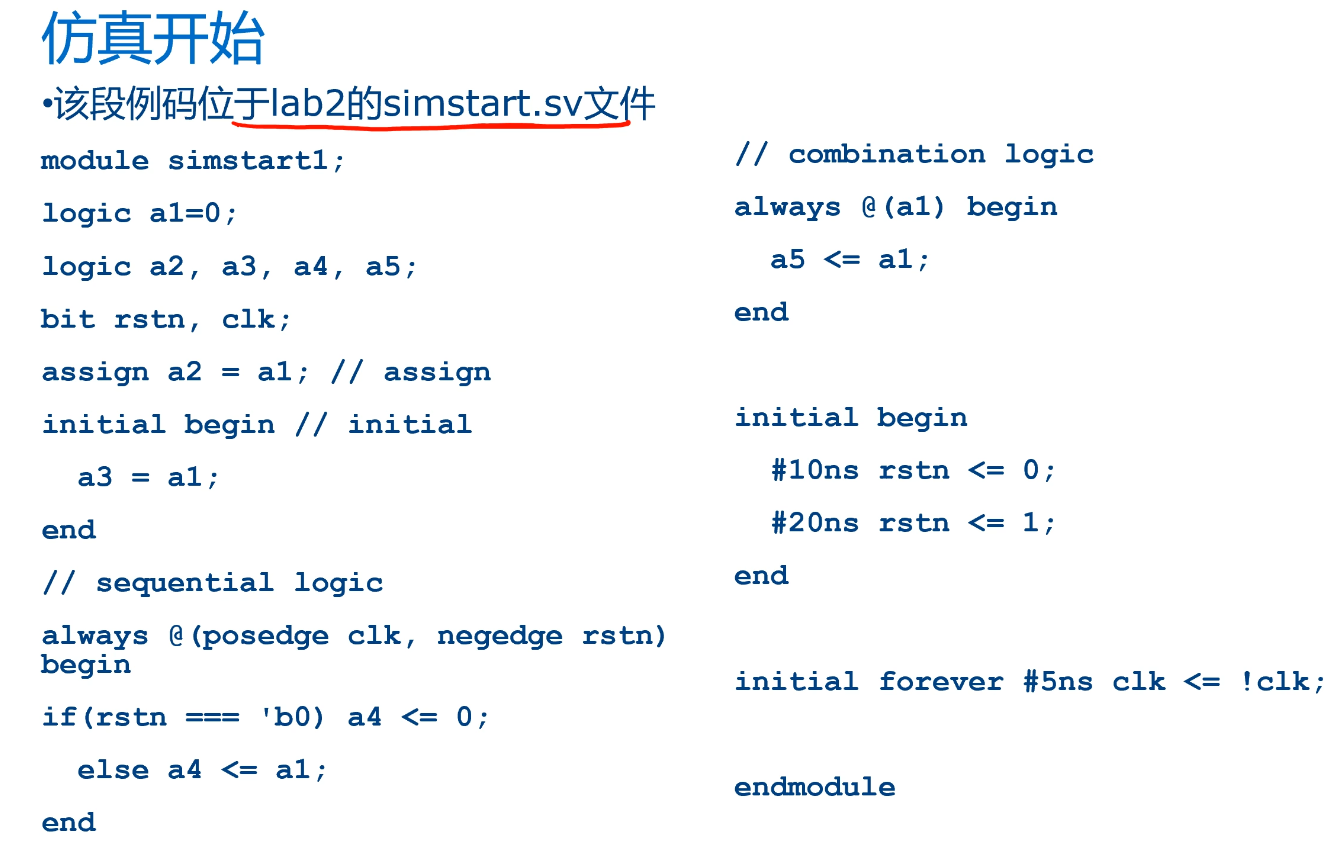 仿真开始
•该段例码位于lab2的simstart.sv文件
module simstart1;
logic a1=0;
logic a2, a3, a4, a5;
bit rstn, clk;
assign a2 = a1; // assign
initial begin // initial
a3 = a1;
end
// sequential logic
always @(posedge clk, negedge rstn)
begin
if(rstn === 'b0) a4 <= 0;
else a4 <= a1;
end
// combination logic
always @(a1) begin
a5 <= a1;
end
initial begin
#10ns rstn <= 0;
#20ns rstn <= 1;
end
initial forever #5ns clk <= !clk;
endmodule